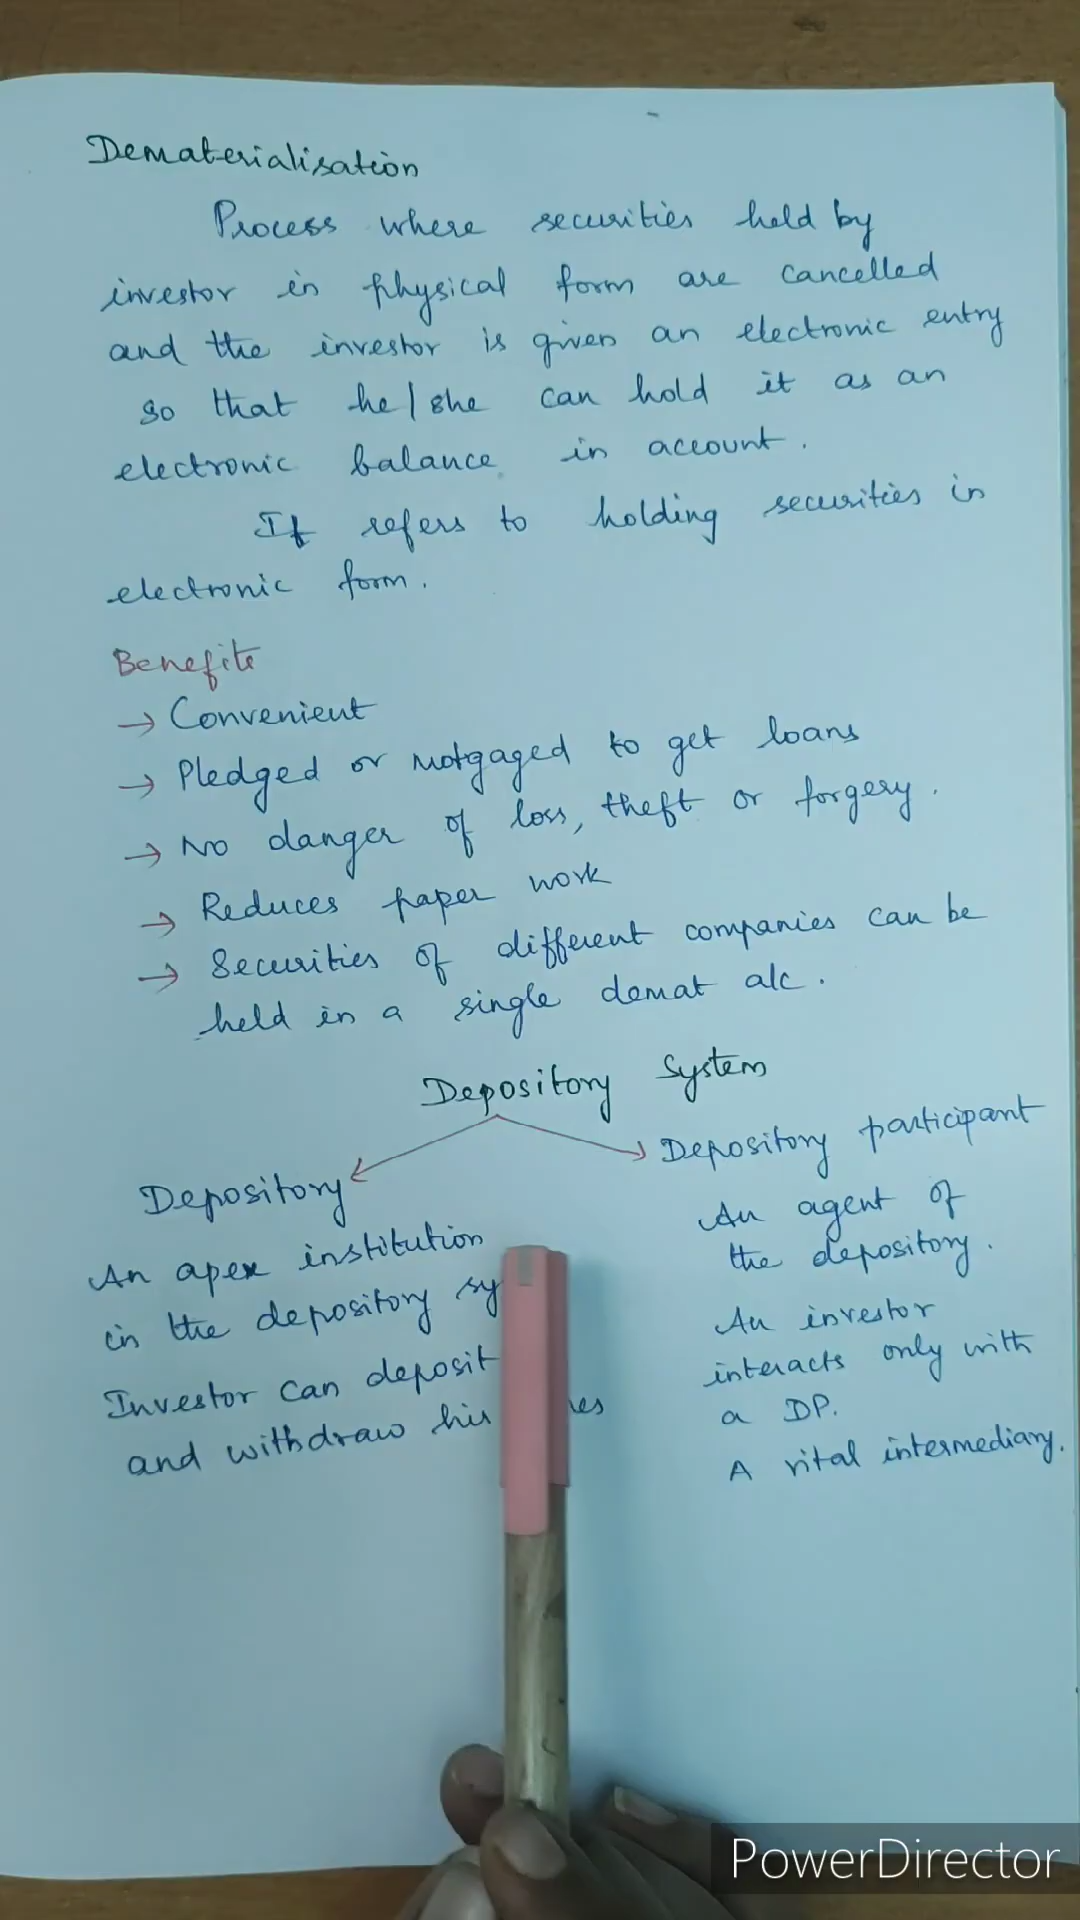 Dematerialisation
Process where securities held by
investor in physical form are cancelled
and the investor is given an electronic entry
so that he/she can hold it as an
electronic balance in account.
It refers to holding securities in
electronic form.
Benefits
→ Convenient
→ Pledged or motgaged to get loans
→ No danger of loss, theft or forgery.
→ Reduces paper work
→ Securities of different companies can be
held in a single demat a/c.
Depository System
Depository
An apex institution
in the depository sy
Investor can deposit
and withdraw his
Depository participant
An agent of
the depository.
An investor
interacts only with
a DP.
A vital intermediary.
PowerDirector